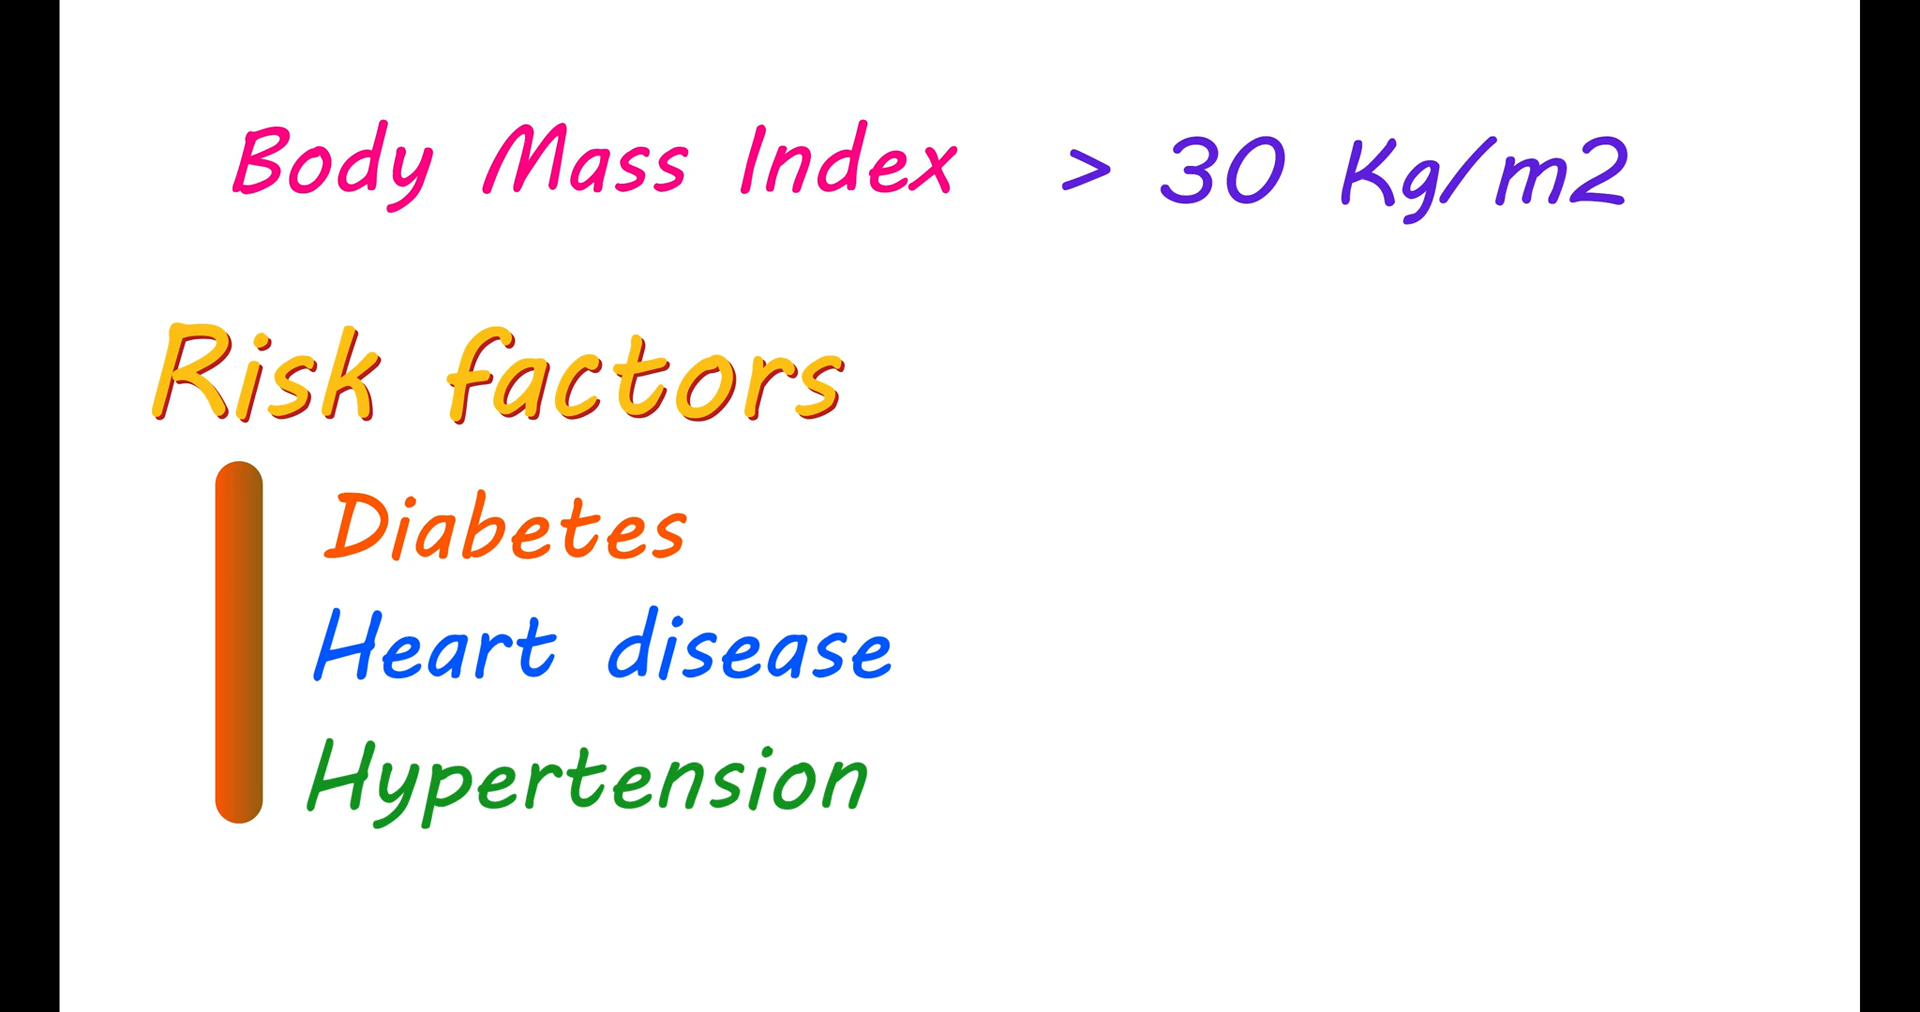 Body Mass Index > 30 Kg/m2
Risk factors
Diabetes
Heart disease
Hypertension